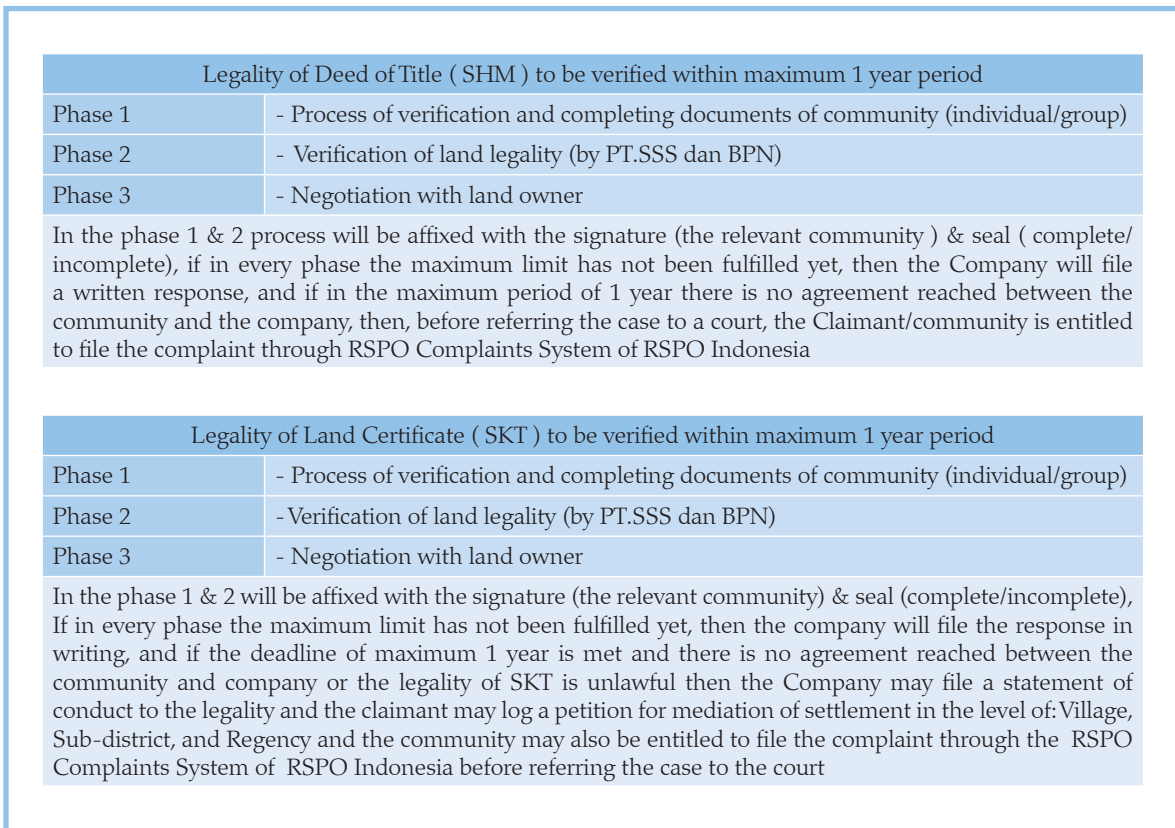 Legality of Deed of Title ( SHM ) to be verified within maximum 1 year period
Phase 1 - Process of verification and completing documents of community (individual/group)
Phase 2 - Verification of land legality (by PT.SSS dan BPN)
Phase 3 - Negotiation with land owner
In the phase 1 & 2 process will be affixed with the signature (the relevant community ) & seal ( complete/
incomplete), if in every phase the maximum limit has not been fulfilled yet, then the Company will file
a written response, and if in the maximum period of 1 year there is no agreement reached between the
community and the company, then, before referring the case to a court, the Claimant/community is entitled
to file the complaint through RSPO Complaints System of RSPO Indonesia
Legality of Land Certificate ( SKT ) to be verified within maximum 1 year period
Phase 1 - Process of verification and completing documents of community (individual/group)
Phase 2 -Verification of land legality (by PT.SSS dan BPN)
Phase 3 - Negotiation with land owner
In the phase 1 & 2 will be affixed with the signature (the relevant community) & seal (complete/incomplete),
If in every phase the maximum limit has not been fulfilled yet, then the company will file the response in
writing, and if the deadline of maximum 1 year is met and there is no agreement reached between the
community and company or the legality of SKT is unlawful then the Company may file a statement of
conduct to the legality and the claimant may log a petition for mediation of settlement in the level of: Village,
Sub-district, and Regency and the community may also be entitled to file the complaint through the RSPO
Complaints System of RSPO Indonesia before referring the case to the court